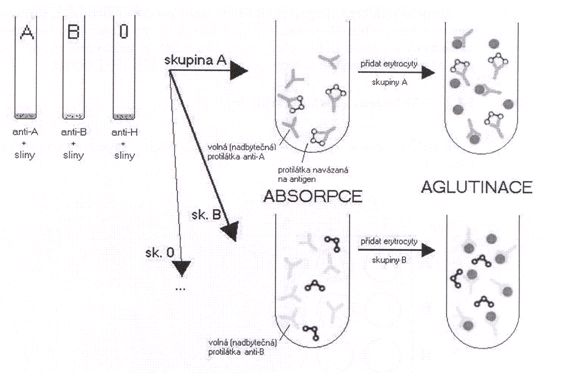 A
B
0
anti-A
+
sliny
anti-B
+
sliny
anti-H
+
sliny
skupina A
sk. B
sk. 0
...
volná (nadbytečná)
protilátka anti-A
protilátka navázaná
na antigen
přidat erytrocyty
skupiny A
ABSORPCE
AGLUTINACE
přidat erytrocyty
skupiny B
volná (nadbytečná)
protilátka anti-B